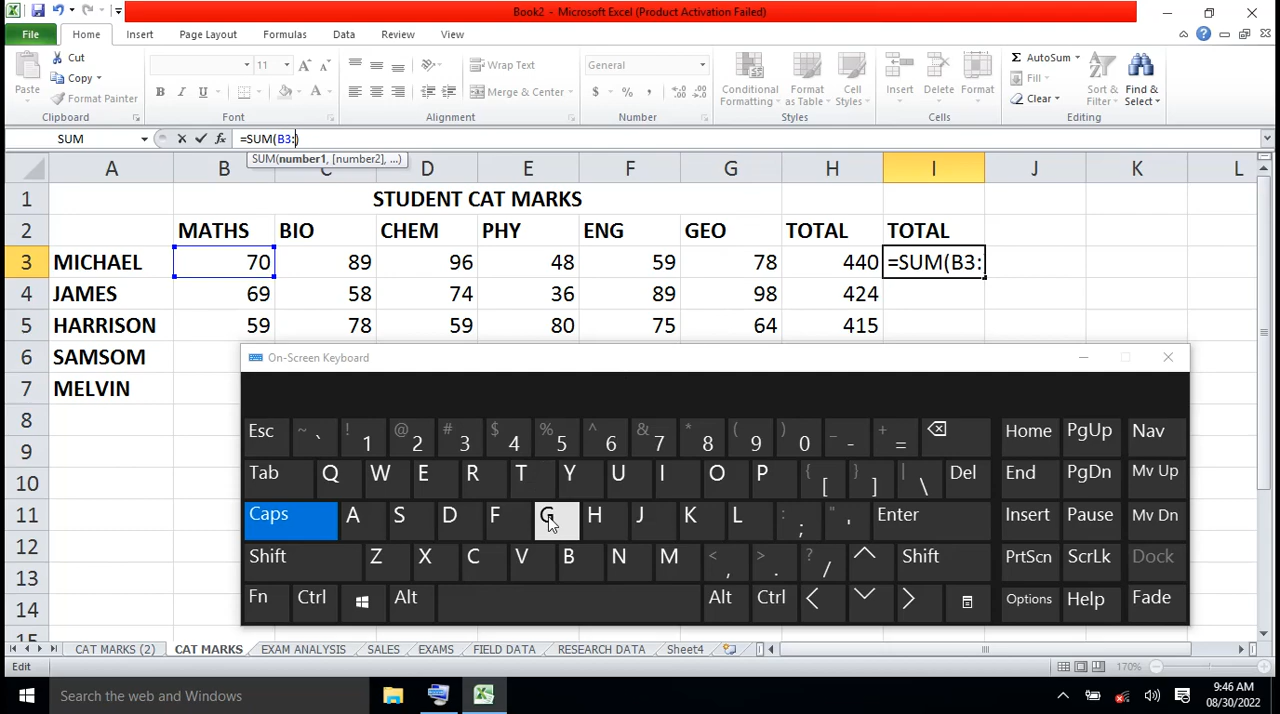 Book2 - Microsoft Excel (Product Activation Failed)
File Home Insert Page Layout Formulas Data Review View
Paste
Cut
Copy
Format Painter
Clipboard
11 A A
B I U A
Font
Wrap Text
Merge & Center
Alignment
General
$ % ,
Number
Conditional Formatting
Format as Table
Cell Styles
Styles
Insert Delete Format
Cells
Σ AutoSum
Fill
Clear
Sort & Filter
Find & Select
Editing
SUM fx =SUM(B3:)
SUM(number1, [number2], ...)
A B C D E F G H I J K L
1 STUDENT CAT MARKS
2 MATHS BIO CHEM PHY ENG GEO TOTAL TOTAL
3 MICHAEL 70 89 96 48 59 78 440 =SUM(B3:
4 JAMES 69 58 74 36 89 98 424
5 HARRISON 59 78 59 80 75 64 415
6 SAMSOM
7 MELVIN
8
9
10
11
12
13
14
15
On-Screen Keyboard
Esc ~ ` ! 1 @ 2 # 3 $ 4 % 5 ^ 6 & 7 * 8 ( 9 ) 0 _ - + = Home PgUp Nav
Tab Q W E R T Y U I O P { [ } ] | \ Del End PgDn Mv Up
Caps A S D F G H J K L : ; " ' Enter Insert Pause Mv Dn
Shift Z X C V B N M < , > . ? / Shift PrtScn ScrLk Dock
Fn Ctrl Alt Alt Ctrl Options Help Fade
CAT MARKS (2) CAT MARKS EXAM ANALYSIS SALES EXAMS FIELD DATA RESEARCH DATA Sheet4
Edit 170%
Search the web and Windows
9:46 AM
08/30/2022